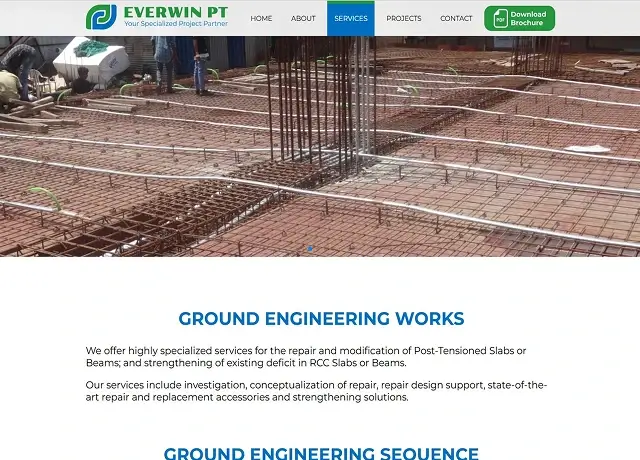 EVERWIN PT
Your Specialized Project Partner
HOME ABOUT SERVICES PROJECTS CONTACT
PDF Download
Brochure
GROUND ENGINEERING WORKS
We offer highly specialized services for the repair and modification of Post-Tensioned Slabs or
Beams; and strengthening of existing deficit in RCC Slabs or Beams.
Our services include investigation, conceptualization of repair, repair design support, state-of-the-
art repair and replacement accessories and strengthening solutions.
GROUND ENGINEERING SEQUENCE